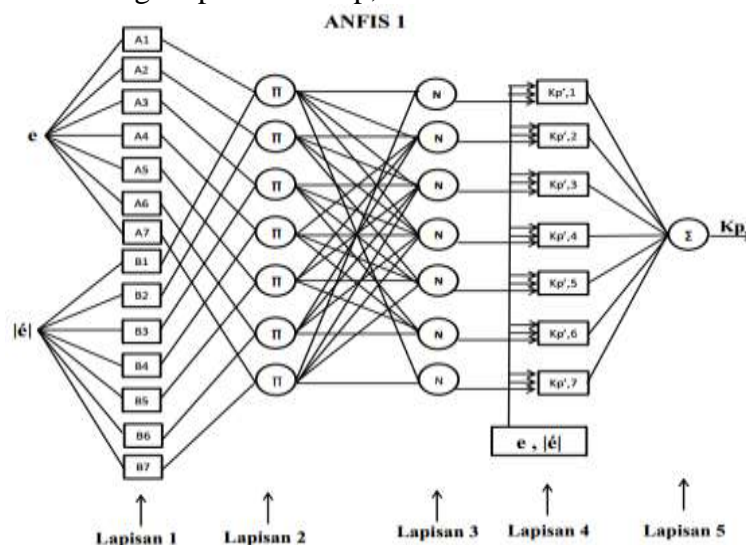 ANFIS 1
A1
A2
A3
A4
A5
A6
A7
e
B1
B2
B3
B4
B5
B6
B7
|é|
Π
Π
Π
Π
Π
Π
Π
N
N
N
N
N
N
N
Kp',1
Kp',2
Kp',3
Kp',4
Kp',5
Kp',6
Kp',7
e , |é|
Σ
Lapisan 1
Lapisan 2
Lapisan 3
Lapisan 4
Lapisan 5